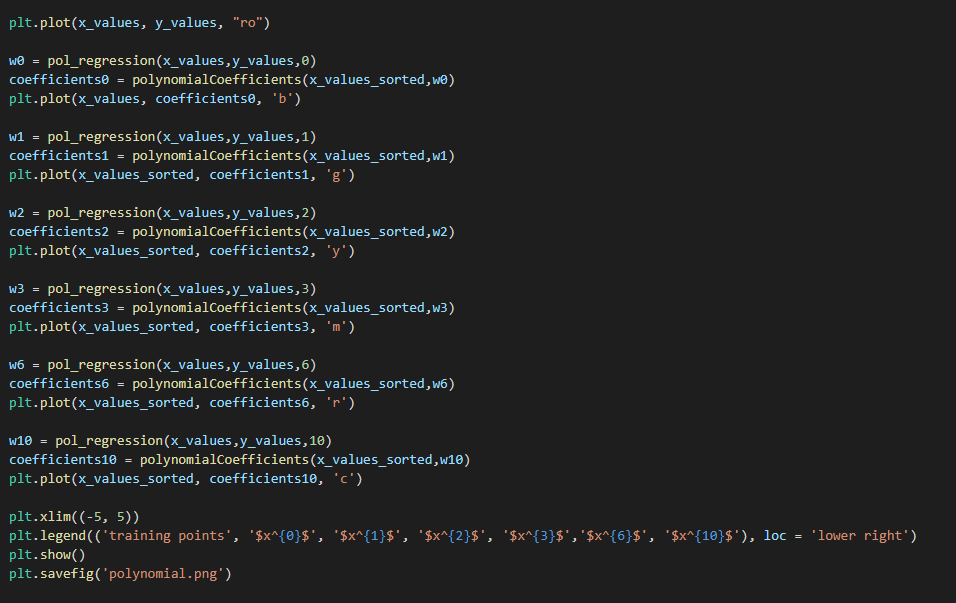 plt.plot(x_values, y_values, "ro")
w0 = pol_regression(x_values,y_values,0)
coefficients0 = polynomialCoefficients(x_values_sorted,w0)
plt.plot(x_values, coefficients0, 'b')
w1 = pol_regression(x_values,y_values,1)
coefficients1 = polynomialCoefficients(x_values_sorted,w1)
plt.plot(x_values_sorted, coefficients1, 'g')
w2 = pol_regression(x_values,y_values,2)
coefficients2 = polynomialCoefficients(x_values_sorted,w2)
plt.plot(x_values_sorted, coefficients2, 'y')
w3 = pol_regression(x_values,y_values,3)
coefficients3 = polynomialCoefficients(x_values_sorted,w3)
plt.plot(x_values_sorted, coefficients3, 'm')
w6 = pol_regression(x_values,y_values,6)
coefficients6 = polynomialCoefficients(x_values_sorted,w6)
plt.plot(x_values_sorted, coefficients6, 'r')
w10 = pol_regression(x_values,y_values,10)
coefficients10 = polynomialCoefficients(x_values_sorted,w10)
plt.plot(x_values_sorted, coefficients10, 'c')
plt.xlim((-5, 5))
plt.legend(('training points', '$x^{0}$', '$x^{1}$', '$x^{2}$', '$x^{3}$','$x^{6}$', '$x^{10}$'), loc = 'lower right')
plt.show()
plt.savefig('polynomial.png')